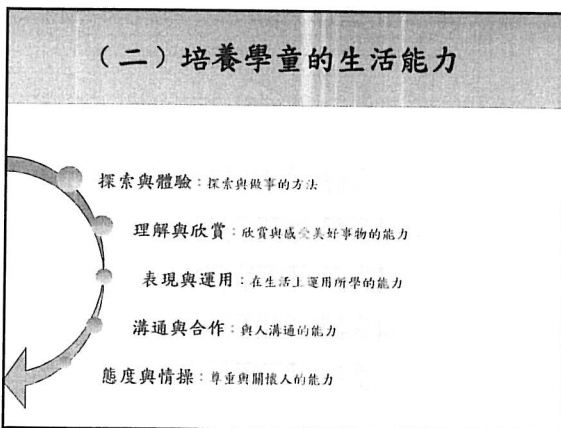 （二）培養學童的生活能力
探索與體驗：探索與做事的方法
理解與欣賞：欣賞與感受美好事物的能力
表現與運用：在生活上運用所學的能力
溝通與合作：與人溝通的能力
態度與情操：尊重與關懷人的能力